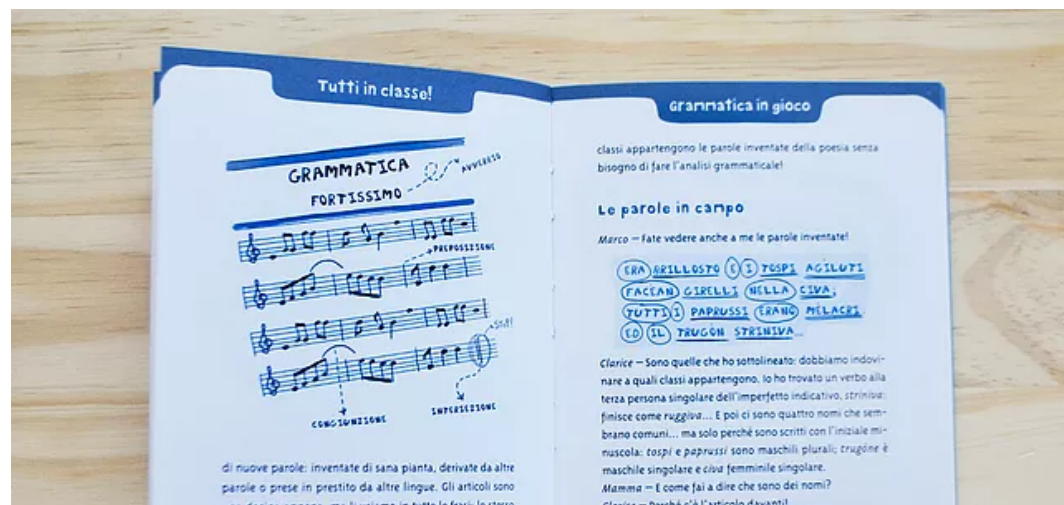 Tutti in classe!
GRAMMATICA
FORTISSIMO
AVVERBIO
PREPOSIZIONE
CONGIUNZIONE
INTERIEZIONE
di nuove parole: inventate di sana pianta, derivate da altre
parole o prese in prestito da altre lingue. Gli articoli sono
Grammatica in gioco
classi appartengono le parole inventate della poesia senza
bisogno di fare l'analisi grammaticale!
Le parole in campo
Marco – Fate vedere anche a me le parole inventate!
ERA BRILLOSTO E I TOSPI AGILUTI
FACEAN GIRELLI NELLA CIVA;
TUTTI I PAPRUSSI ERANO MELACRI
ED IL TRUGÓN STRINIVA...
Clarice – Sono quelle che ho sottolineato: dobbiamo indovi-
nare a quali classi appartengono. Io ho trovato un verbo alla
terza persona singolare dell'imperfetto indicativo, striniva:
finisce come ruggiva... E poi ci sono quattro nomi che sem-
brano comuni... ma solo perché sono scritti con l'iniziale mi-
nuscola: tospi e paprussi sono maschili plurali; trugóne è
maschile singolare e civa femminile singolare.
Mamma – E come fai a dire che sono dei nomi?
Clarice – Perché c'è l'articolo davanti!